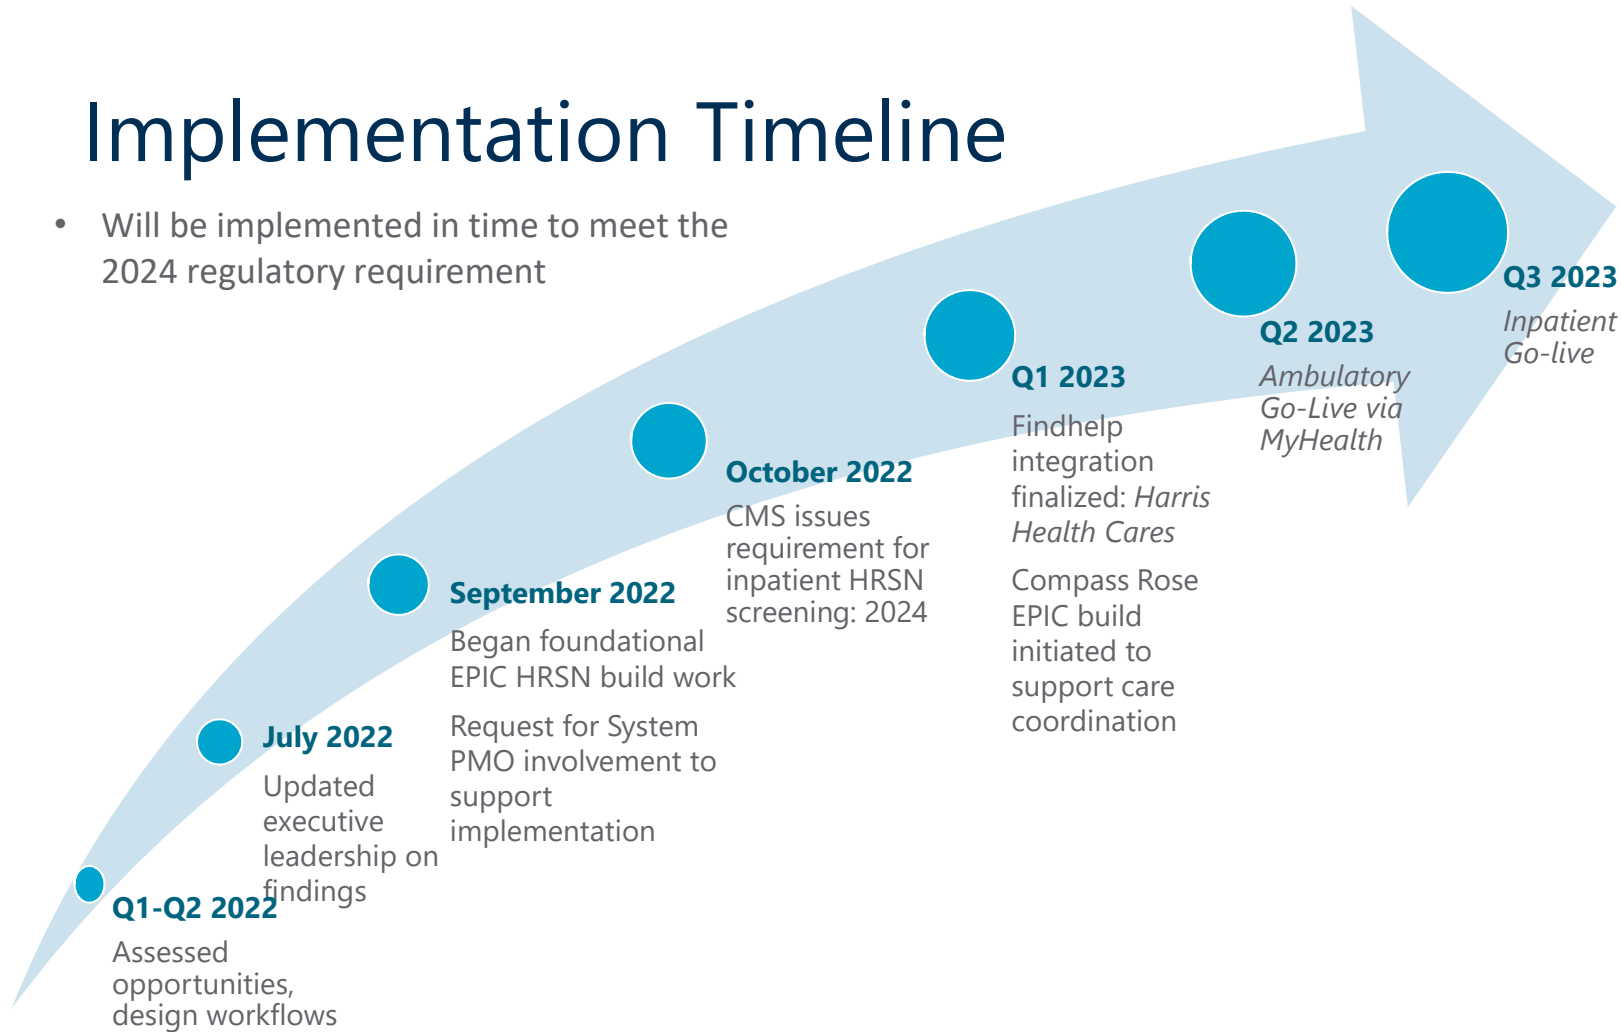 Implementation Timeline
• Will be implemented in time to meet the
2024 regulatory requirement
Q1-Q2 2022
Assessed
opportunities,
design workflows
July 2022
Updated
executive
leadership on
findings
September 2022
Began foundational
EPIC HRSN build work
Request for System
PMO involvement to
support
implementation
October 2022
CMS issues
requirement for
inpatient HRSN
screening: 2024
Q1 2023
Findhelp
integration
finalized: Harris
Health Cares
Compass Rose
EPIC build
initiated to
support care
coordination
Q2 2023
Ambulatory
Go-Live via
MyHealth
Q3 2023
Inpatient
Go-live